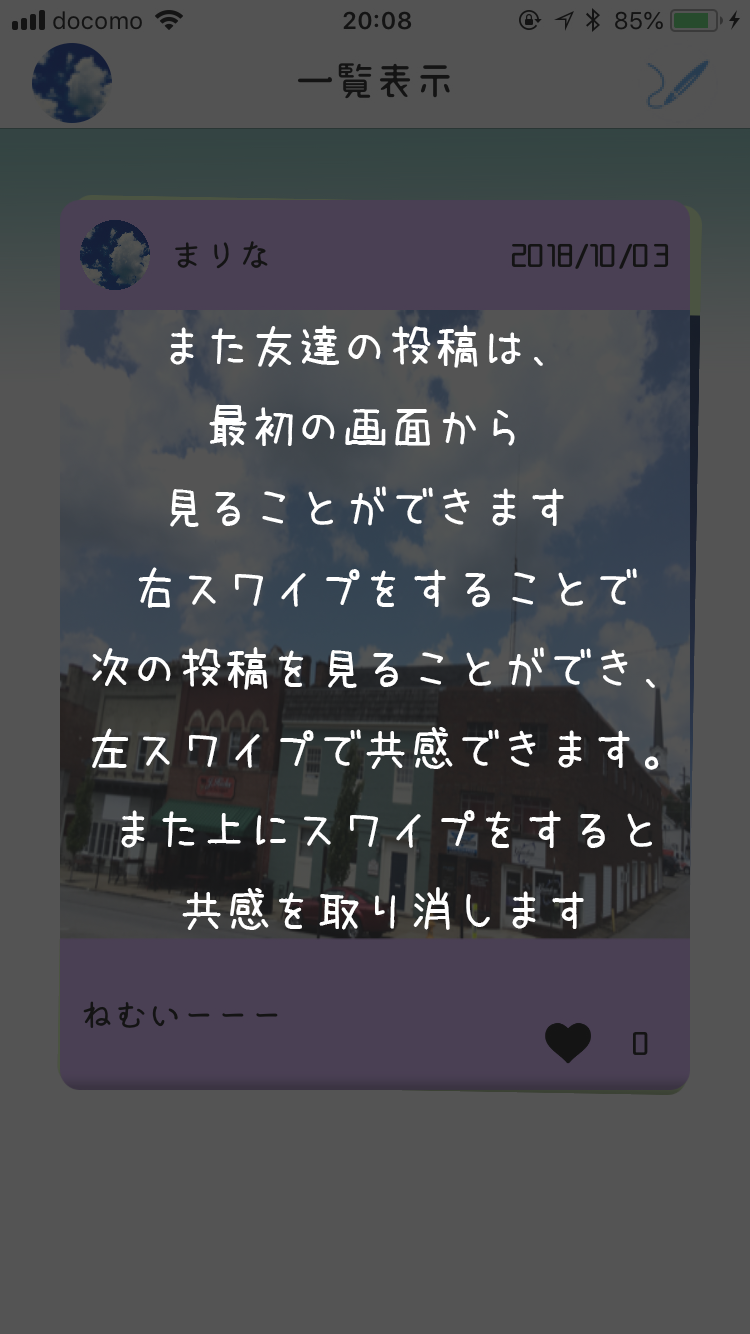 docomo 20:08 85%
一覧表示
まりな 2018/10/03
また友達の投稿は、
最初の画面から
見ることができます
右スワイプをすることで
次の投稿を見ることができ、
左スワイプで共感できます。
また上にスワイプをすると
共感を取り消します
ねむいーーー
0